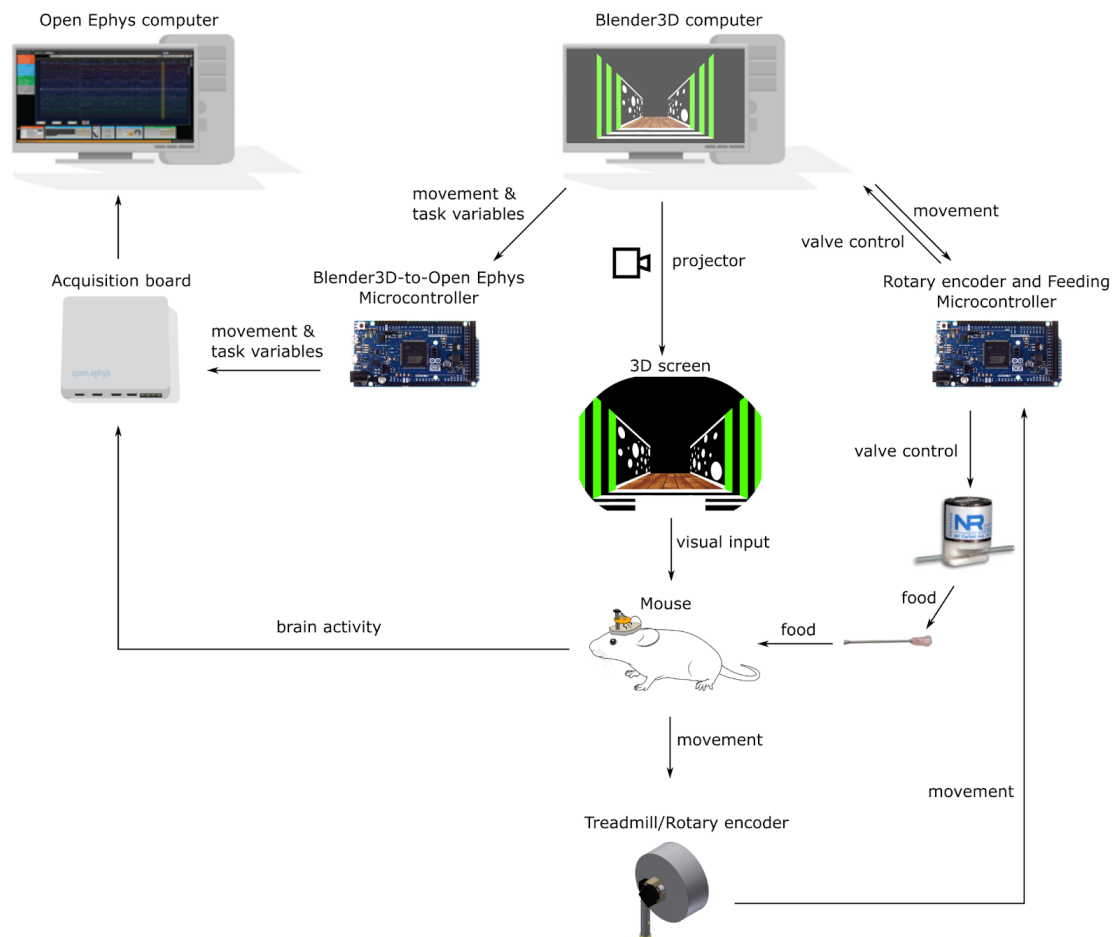 Open Ephys computer
Blender3D computer
movement &
task variables
movement
valve control
projector
Acquisition board
open ephys
Blender3D-to-Open Ephys
Microcontroller
Rotary encoder and Feeding
Microcontroller
movement &
task variables
3D screen
valve control
NR
visual input
food
Mouse
food
brain activity
movement
movement
Treadmill/Rotary encoder